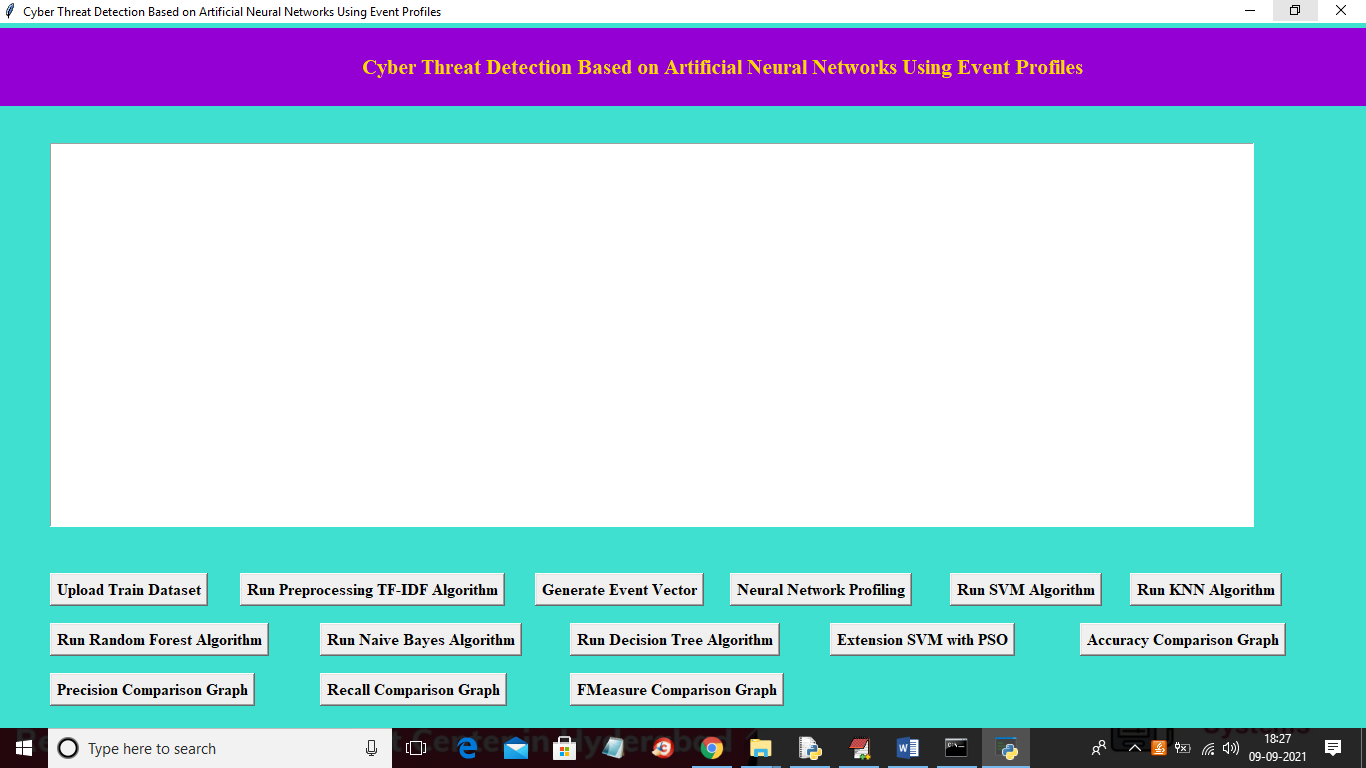 Cyber Threat Detection Based on Artificial Neural Networks Using Event Profiles
Cyber Threat Detection Based on Artificial Neural Networks Using Event Profiles
Upload Train Dataset Run Preprocessing TF-IDF Algorithm Generate Event Vector Neural Network Profiling Run SVM Algorithm Run KNN Algorithm
Run Random Forest Algorithm Run Naive Bayes Algorithm Run Decision Tree Algorithm Extension SVM with PSO Accuracy Comparison Graph
Precision Comparison Graph Recall Comparison Graph FMeasure Comparison Graph
Type here to search
Systems
18:27
09-09-2021